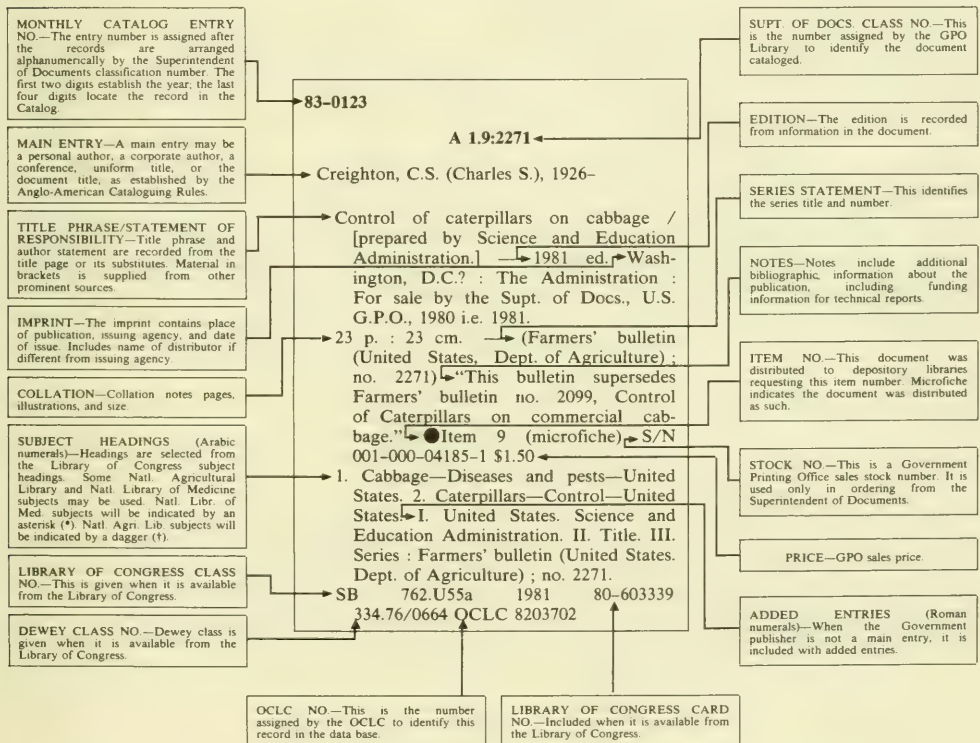 MONTHLY CATALOG ENTRY
NO.—The entry number is assigned after
the records are arranged
alphanumerically by the Superintendent
of Documents classification number. The
first two digits establish the year; the last
four digits locate the record in the
Catalog.
MAIN ENTRY—A main entry may be
a personal author, a corporate author, a
conference, uniform title, or the
document title, as established by the
Anglo-American Cataloguing Rules.
TITLE PHRASE/STATEMENT OF
RESPONSIBILITY—Title phrase and
author statement are recorded from the
title page or its substitutes. Material in
brackets is supplied from other
prominent sources.
IMPRINT—The imprint contains place
of publication, issuing agency, and date
of issue. Includes name of distributor if
different from issuing agency.
COLLATION—Collation notes pages,
illustrations, and size.
SUBJECT HEADINGS (Arabic
numerals)—Headings are selected from
the Library of Congress subject
headings. Some Natl. Agricultural
Library and Natl. Library of Medicine
subjects may be used. Natl. Libr. of
Med. subjects will be indicated by an
asterisk (*). Natl. Agri. Lib. subjects will
be indicated by a dagger (†).
LIBRARY OF CONGRESS CLASS
NO.—This is given when it is available
from the Library of Congress.
DEWEY CLASS NO.—Dewey class is
given when it is available from the
Library of Congress.
83-0123
A 1.9:2271
Creighton, C.S. (Charles S.), 1926-
Control of caterpillars on cabbage /
[prepared by Science and Education
Administration.] — 1981 ed. Wash-
ington, D.C.? : The Administration :
For sale by the Supt. of Docs., U.S.
G.P.O., 1980 i.e. 1981.
23 p. : 23 cm. — (Farmers' bulletin
(United States, Dept. of Agriculture) ;
no. 2271) "This bulletin supersedes
Farmers' bulletin no. 2099, Control
of Caterpillars on commercial cab-
bage." ●Item 9 (microfiche) S/N
001-000-04185-1 $1.50
1. Cabbage—Diseases and pests—United
States. 2. Caterpillars—Control—United
States. I. United States. Science and
Education Administration. II. Title. III.
Series : Farmers' bulletin (United States.
Dept. of Agriculture) ; no. 2271.
SB 762.U55a 1981 80-603339
334.76/0664 OCLC 8203702
SUPT. OF DOCS. CLASS NO.—This
is the number assigned by the GPO
Library to identify the document
cataloged.
EDITION—The edition is recorded
from information in the document.
SERIES STATEMENT—This identifies
the series title and number.
NOTES—Notes include additional
bibliographic information about the
publication, including funding
information for technical reports.
ITEM NO.—This document was
distributed to depository libraries
requesting this item number. Microfiche
indicates the document was distributed
as such.
STOCK NO.—This is a Government
Printing Office sales stock number. It is
used only in ordering from the
Superintendent of Documents.
PRICE—GPO sales price.
ADDED ENTRIES (Roman
numerals)—When the Government
publisher is not a main entry, it is
included with added entries.
OCLC NO.—This is the number
assigned by the OCLC to identify this
record in the data base.
LIBRARY OF CONGRESS CARD
NO.—Included when it is available from
the Library of Congress.